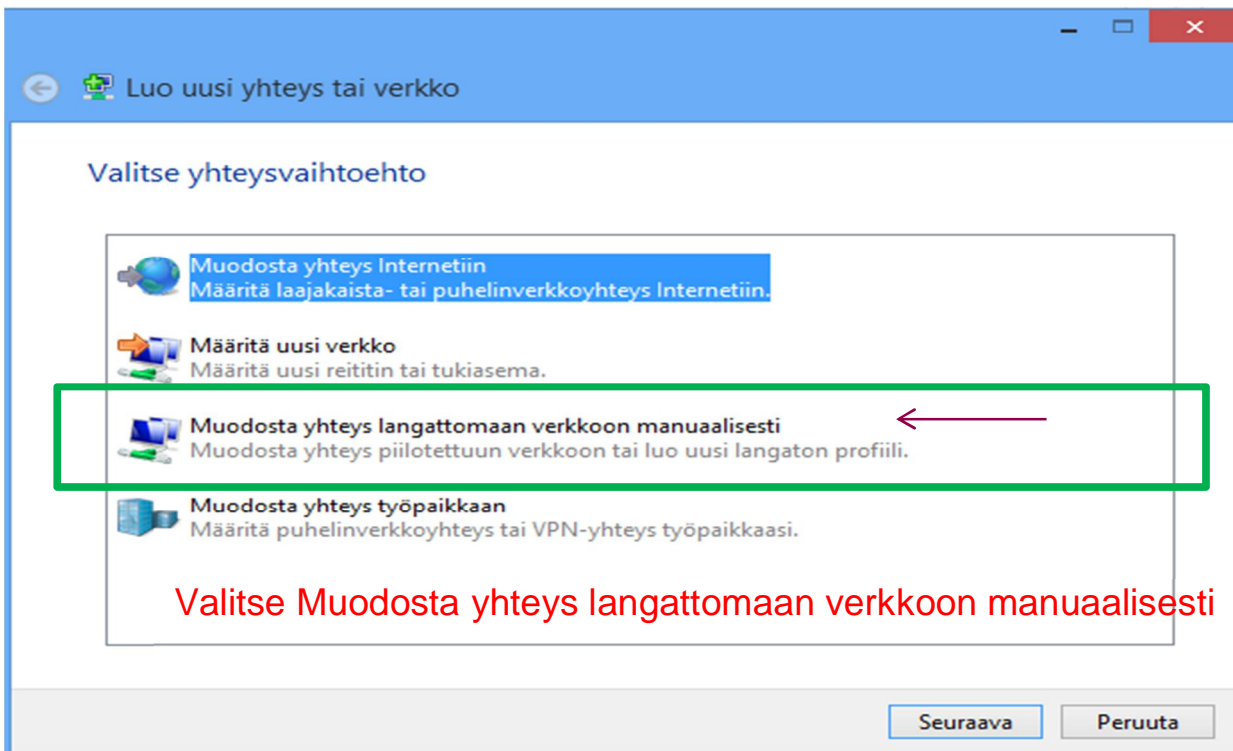 Luo uusi yhteys tai verkko
Valitse yhteysvaihtoehto
Muodosta yhteys Internetiin
Määritä laajakaista- tai puhelinverkkoyhteys Internetiin.
Määritä uusi verkko
Määritä uusi reititin tai tukiasema.
Muodosta yhteys langattomaan verkkoon manuaalisesti
Muodosta yhteys piilotettuun verkkoon tai luo uusi langaton profiili.
Muodosta yhteys työpaikkaan
Määritä puhelinverkkoyhteys tai VPN-yhteys työpaikkaasi.
Valitse Muodosta yhteys langattomaan verkkoon manuaalisesti
Seuraava
Peruuta